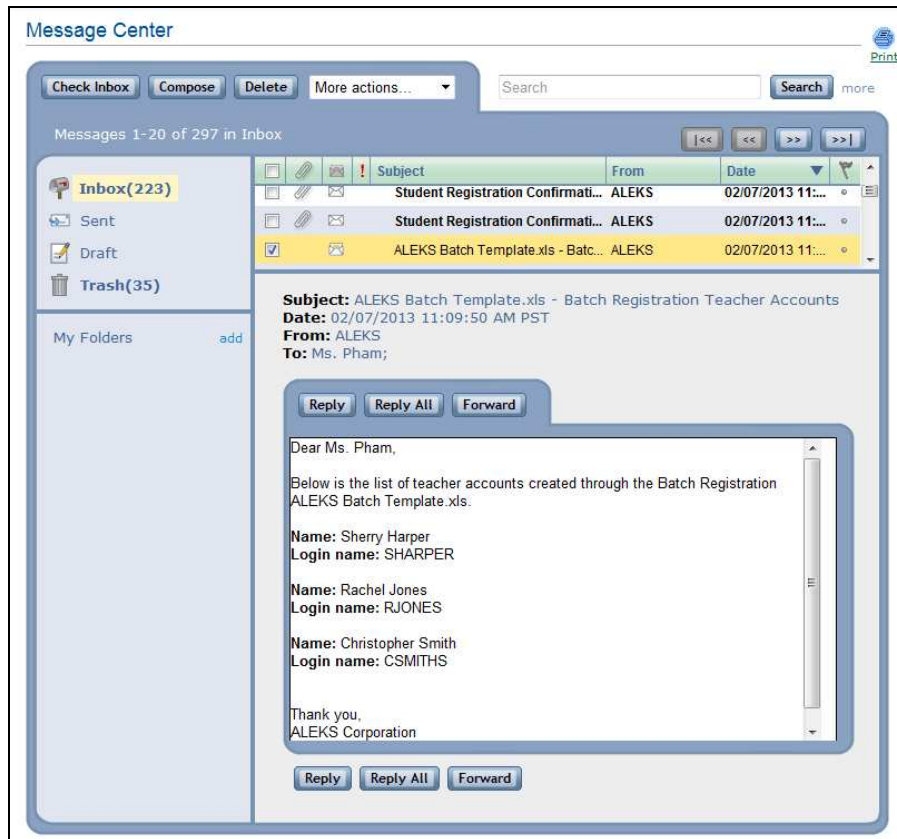 Message Center
Print
Check Inbox Compose Delete More actions... Search Search more
Messages 1-20 of 297 in Inbox |<< << >> >>|
Inbox(223)
Sent
Draft
Trash(35)
My Folders add
! Subject From Date
Student Registration Confirmati... ALEKS 02/07/2013 11:...
Student Registration Confirmati... ALEKS 02/07/2013 11:...
ALEKS Batch Template.xls - Batc... ALEKS 02/07/2013 11:...
Subject: ALEKS Batch Template.xls - Batch Registration Teacher Accounts
Date: 02/07/2013 11:09:50 AM PST
From: ALEKS
To: Ms. Pham;
Reply Reply All Forward
Dear Ms. Pham,
Below is the list of teacher accounts created through the Batch Registration
ALEKS Batch Template.xls.
Name: Sherry Harper
Login name: SHARPER
Name: Rachel Jones
Login name: RJONES
Name: Christopher Smith
Login name: CSMITHS
Thank you,
ALEKS Corporation
Reply Reply All Forward